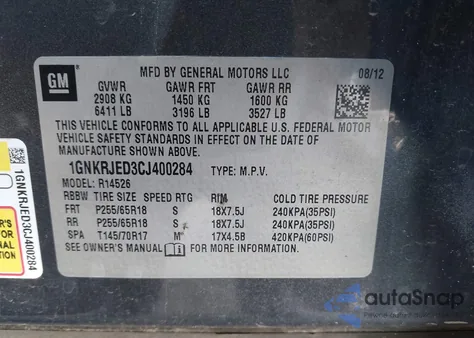 GM
MFD BY GENERAL MOTORS LLC 08/12
GVWR GAWR FRT GAWR RR
2908 KG 1450 KG 1600 KG
6411 LB 3196 LB 3527 LB
THIS VEHICLE CONFORMS TO ALL APPLICABLE U.S. FEDERAL MOTOR
VEHICLE SAFETY STANDARDS IN EFFECT ON THE
DATE OF MANUFACTURE SHOWN ABOVE.
1GNKRJED3CJ400284 TYPE: M.P.V.
MODEL: R14526
RBBW TIRE SIZE SPEED RTG RIM COLD TIRE PRESSURE
FRT P255/65R18 S 18X7.5J 240KPA(35PSI)
RR P255/65R18 S 18X7.5J 240KPA(35PSI)
SPA T145/70R17 M 17X4.5B 420KPA(60PSI)
SEE OWNER'S MANUAL FOR MORE INFORMATION
1GNKRJED3CJ400284
autoSnap